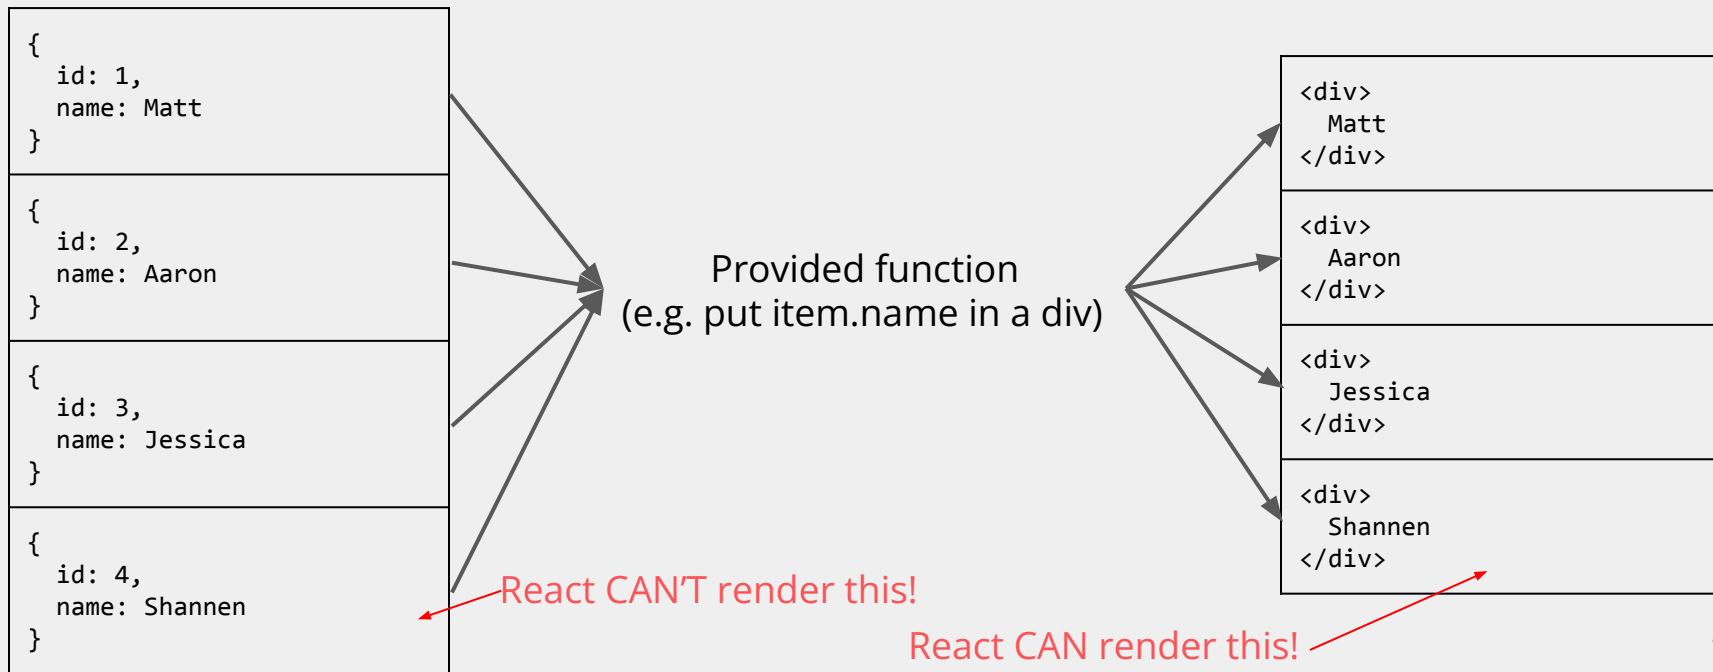 {
  id: 1,
  name: Matt
}
{
  id: 2,
  name: Aaron
}
{
  id: 3,
  name: Jessica
}
{
  id: 4,
  name: Shannen
}
Provided function
(e.g. put item.name in a div)
<div>
  Matt
</div>
<div>
  Aaron
</div>
<div>
  Jessica
</div>
<div>
  Shannen
</div>
React CAN’T render this!
React CAN render this!